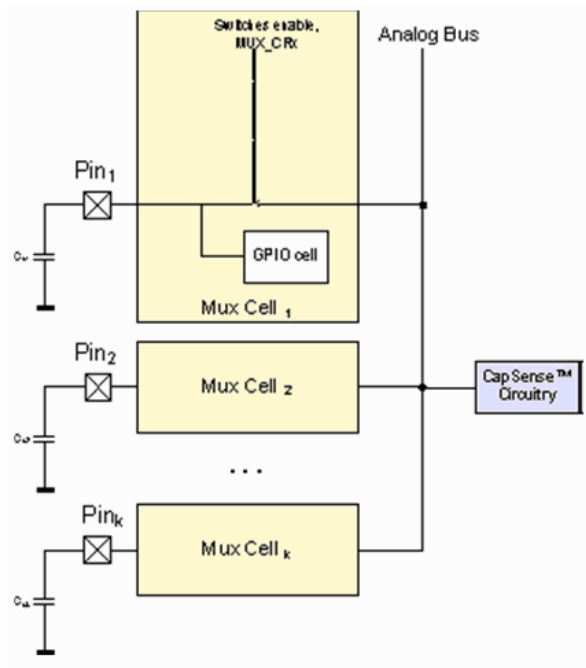 Switches enable,
MUX_CRx
Analog Bus
Pin1
GPIO cell
Mux Cell 1
Pin2
Mux Cell 2
CapSense™
Circuitry
. . .
Pink
Mux Cell k